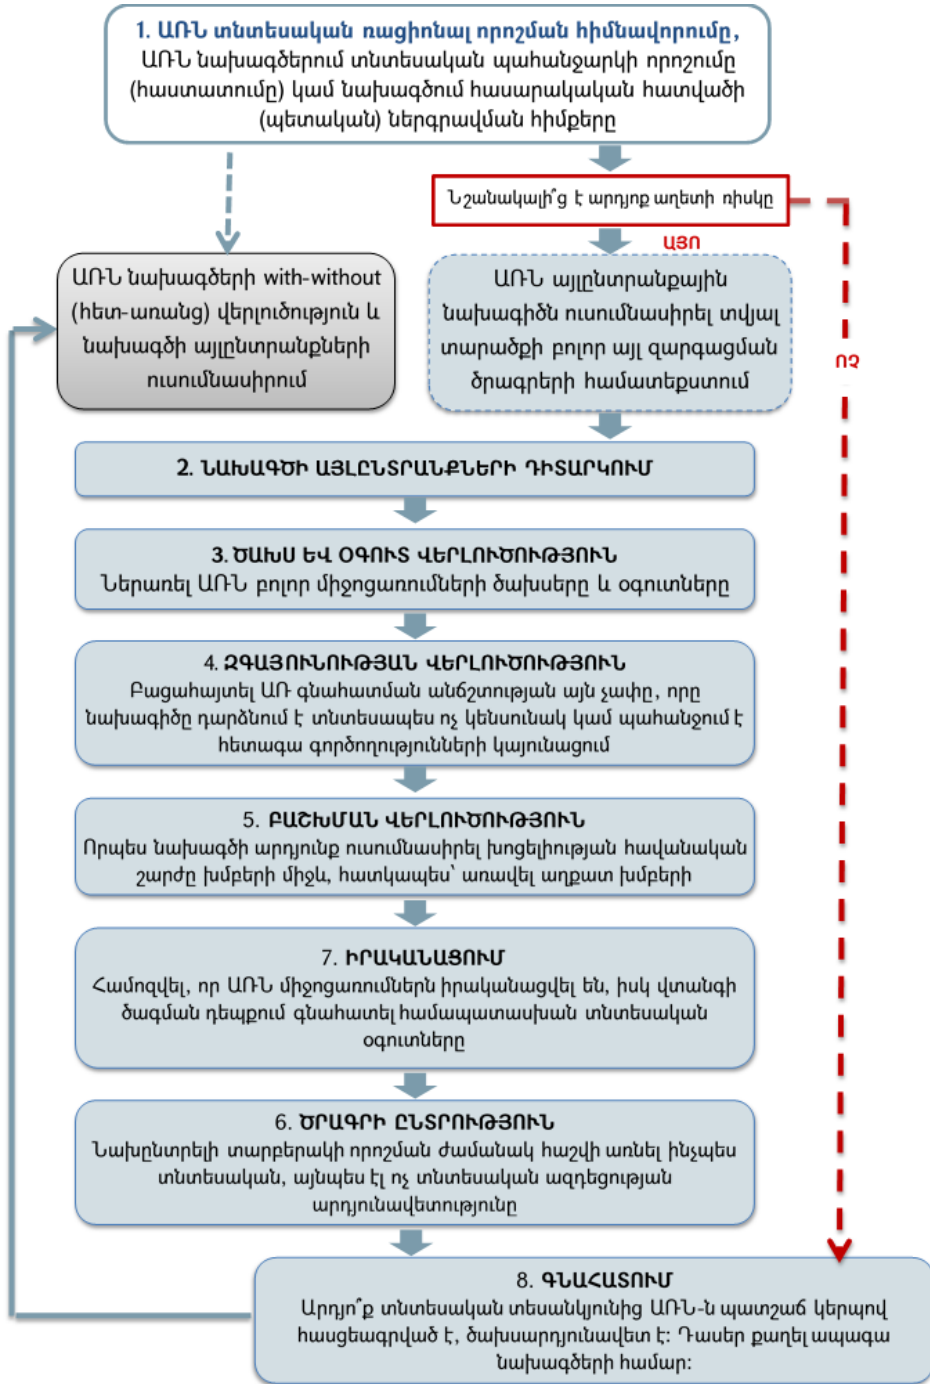 1. ԱՌՆ տնտեսական ռացիոնալ որոշման հիմնավորումը,
ԱՌՆ նախագծերում տնտեսական պահանջարկի որոշումը
(հաստատումը) կամ նախագծում հասարակական հատվածի
(պետական) ներգրավման հիմքերը
Նշանակալի՞ց է արդյոք աղետի ռիսկը
ԱՅՈ
ԱՌՆ նախագծերի with-without
(հետ-առանց) վերլուծություն և
նախագծի այլընտրանքների
ուսումնասիրում
ԱՌՆ այլընտրանքային
նախագիծն ուսումնասիրել տվյալ
տարածքի բոլոր այլ զարգացման
ծրագրերի համատեքստում
ՈՉ
2. ՆԱԽԱԳԾԻ ԱՅԼԸՆՏՐԱՆՔՆԵՐԻ ԴԻՏԱՐԿՈՒՄ
3. ԾԱԽՍ ԵՎ ՕԳՈՒՏ ՎԵՐԼՈՒԾՈՒԹՅՈՒՆ
Ներառել ԱՌՆ բոլոր միջոցառումների ծախսերը և օգուտները
4. ԶԳԱՅՈՒՆՈՒԹՅԱՆ ՎԵՐԼՈՒԾՈՒԹՅՈՒՆ
Բացահայտել ԱՌ գնահատման անճշտության այն չափը, որը
նախագիծը դարձնում է տնտեսապես ոչ կենսունակ կամ պահանջում է
հետագա գործողությունների կայունացում
5. ԲԱՇԽՄԱՆ ՎԵՐԼՈՒԾՈՒԹՅՈՒՆ
Որպես նախագծի արդյունք ուսումնասիրել խոցելիության հավանական
շարժը խմբերի միջև, հատկապես՝ առավել աղքատ խմբերի
7. ԻՐԱԿԱՆԱՑՈՒՄ
Համոզվել, որ ԱՌՆ միջոցառումներն իրականացվել են, իսկ վտանգի
ծագման դեպքում գնահատել համապատասխան տնտեսական
օգուտները
6. ԾՐԱԳՐԻ ԸՆՏՐՈՒԹՅՈՒՆ
Նախընտրելի տարբերակի որոշման ժամանակ հաշվի առնել ինչպես
տնտեսական, այնպես էլ ոչ տնտեսական ազդեցության
արդյունավետությունը
8. ԳՆԱՀԱՏՈՒՄ
Արդյո՞ք տնտեսական տեսանկյունից ԱՌՆ-ն պատշաճ կերպով
հասցեագրված է, ծախսարդյունավետ է: Դասեր քաղել ապագա
նախագծերի համար: